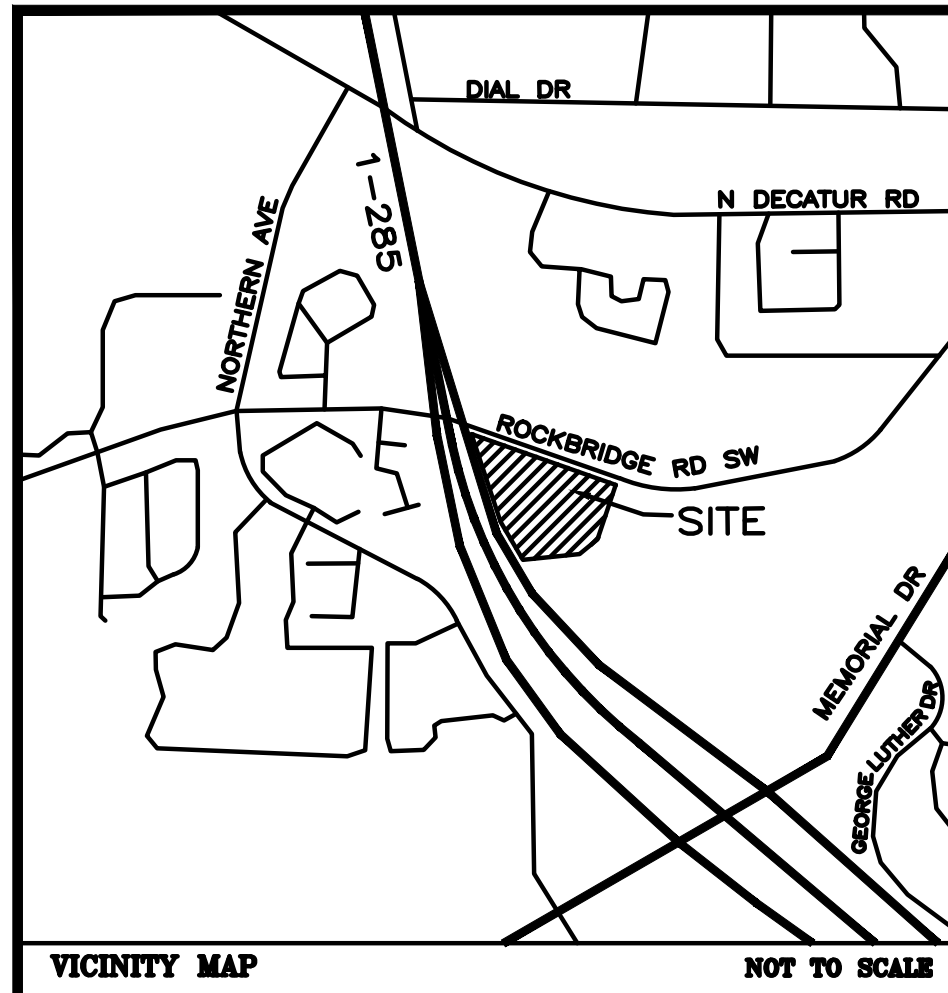 DIAL DR
N DECATUR RD
1-285
NORTHERN AVE
ROCKBRIDGE RD SW
SITE
MEMORIAL DR
GEORGE LUTHER DR
VICINITY MAP
NOT TO SCALE